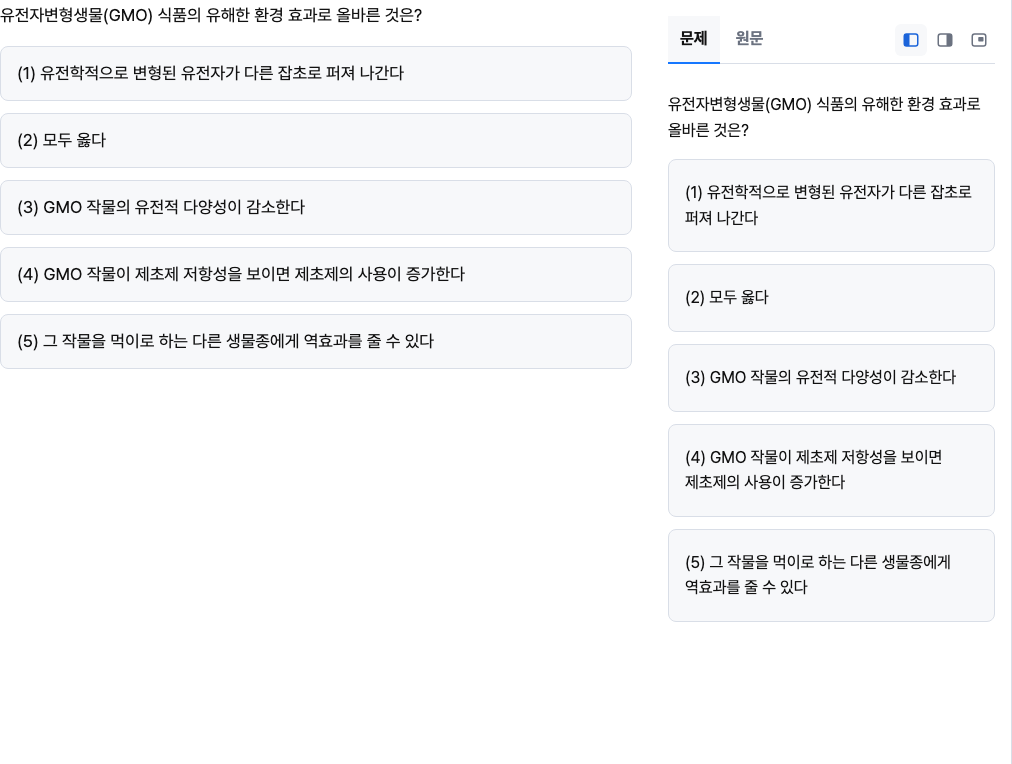 유전자변형생물(GMO) 식품의 유해한 환경 효과로 올바른 것은?
(1) 유전학적으로 변형된 유전자가 다른 잡초로 퍼져 나간다
(2) 모두 옳다
(3) GMO 작물의 유전적 다양성이 감소한다
(4) GMO 작물이 제초제 저항성을 보이면 제초제의 사용이 증가한다
(5) 그 작물을 먹이로 하는 다른 생물종에게 역효과를 줄 수 있다
문제 원문
유전자변형생물(GMO) 식품의 유해한 환경 효과로
올바른 것은?
(1) 유전학적으로 변형된 유전자가 다른 잡초로
퍼져 나간다
(2) 모두 옳다
(3) GMO 작물의 유전적 다양성이 감소한다
(4) GMO 작물이 제초제 저항성을 보이면
제초제의 사용이 증가한다
(5) 그 작물을 먹이로 하는 다른 생물종에게
역효과를 줄 수 있다